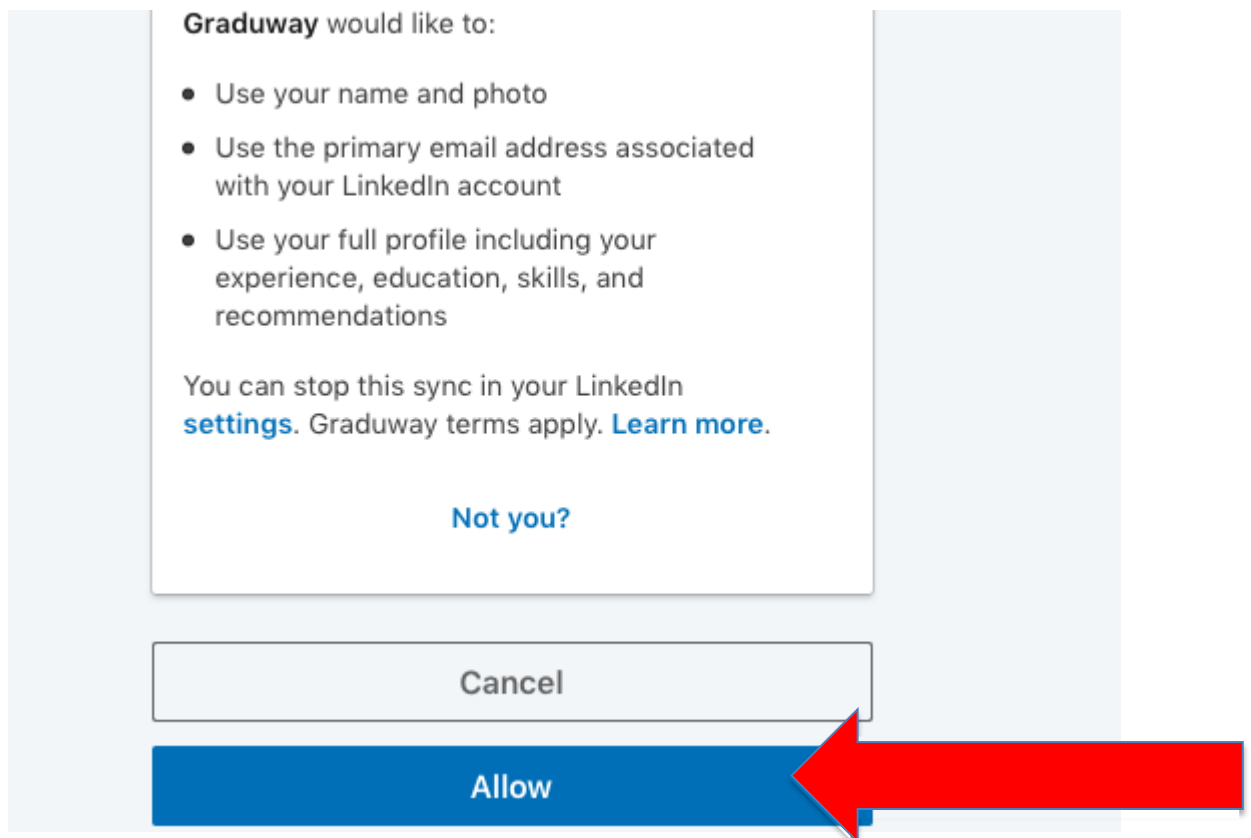 Graduway would like to:
Use your name and photo
Use the primary email address associated
with your LinkedIn account
Use your full profile including your
experience, education, skills, and
recommendations
You can stop this sync in your LinkedIn
settings. Graduway terms apply. Learn more.
Not you?
Cancel
Allow